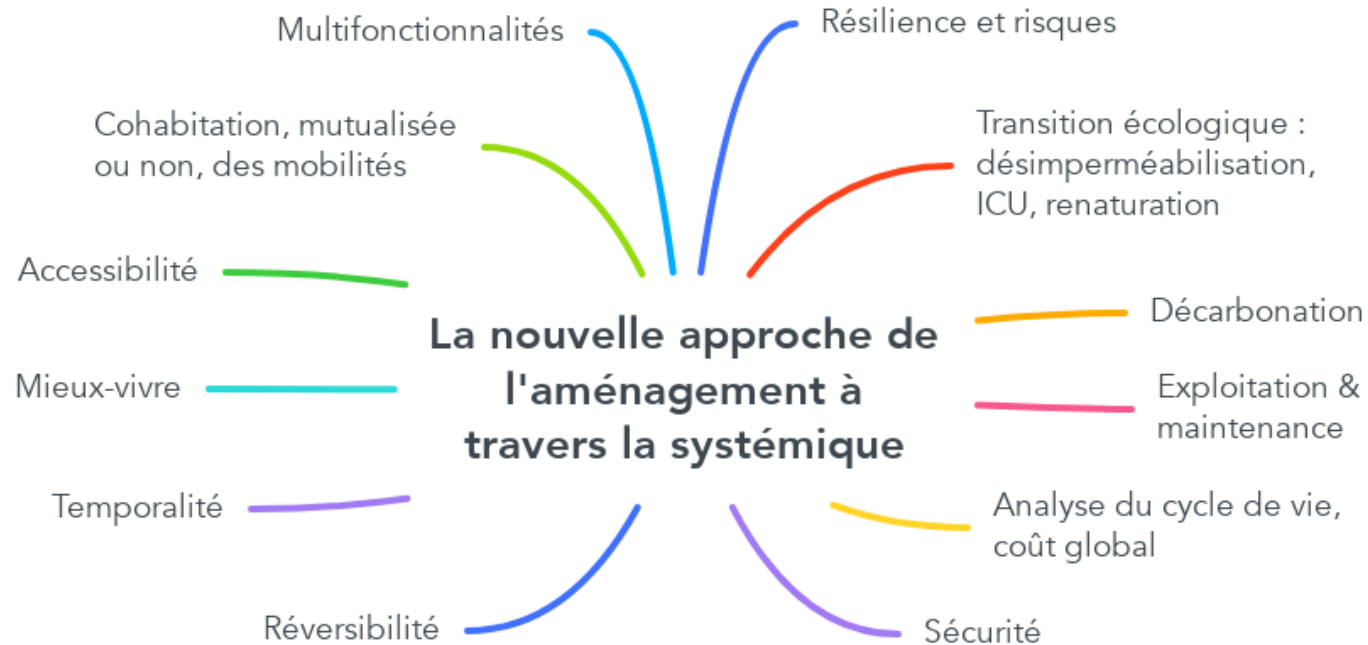 Multifonctionnalités
Résilience et risques
Cohabitation, mutualisée
ou non, des mobilités
Transition écologique :
désimperméabilisation,
ICU, renaturation
Accessibilité
Décarbonation
La nouvelle approche de
l'aménagement à
travers la systémique
Mieux-vivre
Exploitation &
maintenance
Temporalité
Analyse du cycle de vie,
coût global
Réversibilité
Sécurité